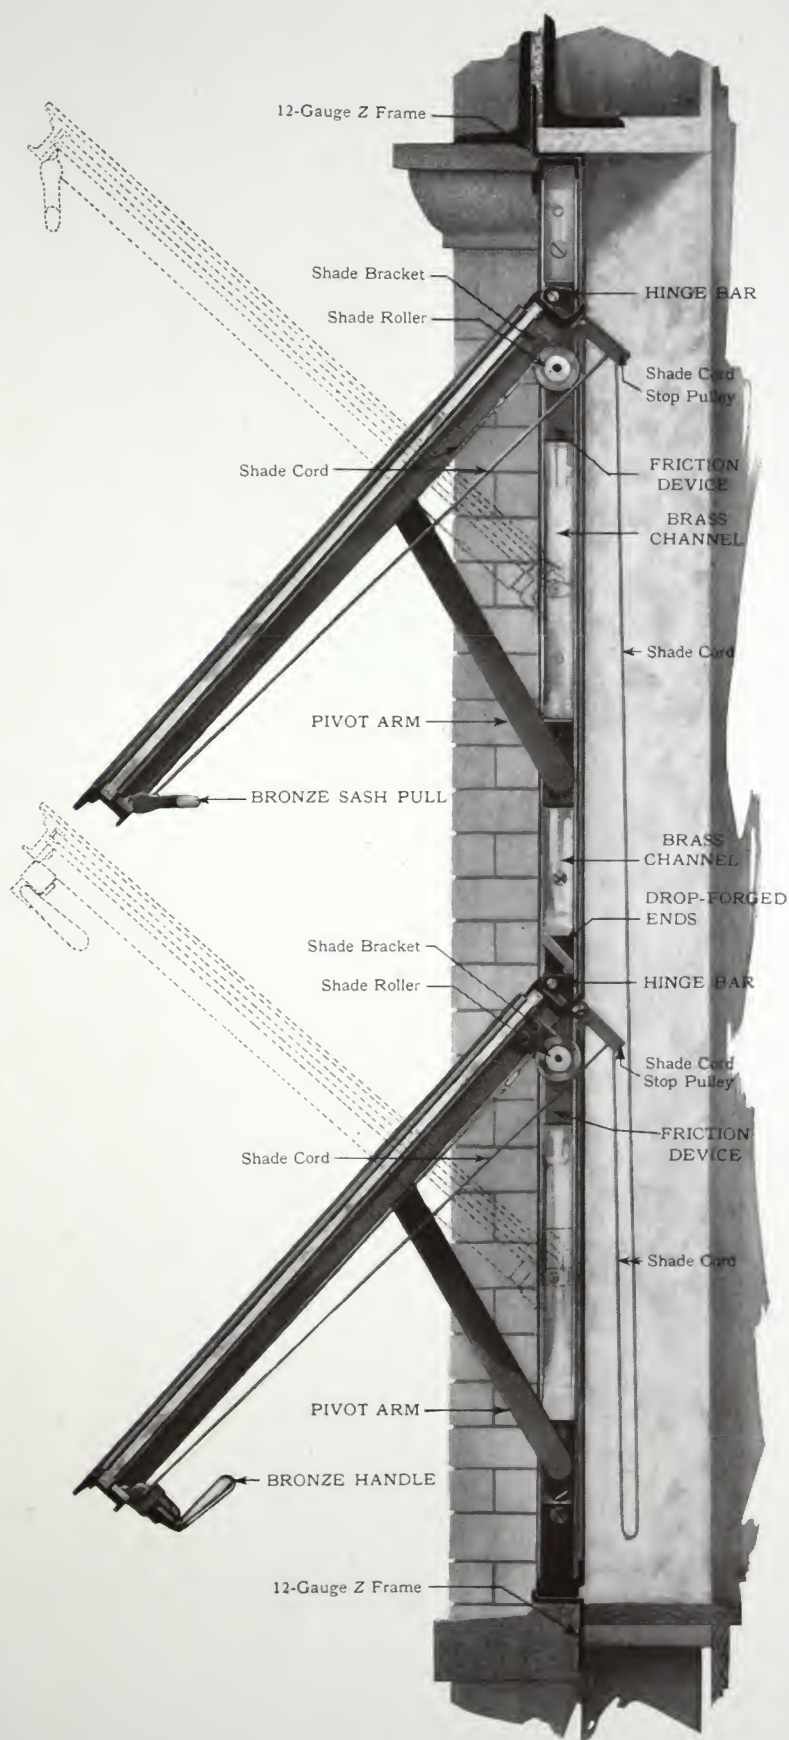 12-Gauge Z Frame
Shade Bracket
HINGE BAR
Shade Roller
Shade Cord
Stop Pulley
Shade Cord
FRICTION
DEVICE
BRASS
CHANNEL
Shade Cord
PIVOT ARM
BRONZE SASH PULL
BRASS
CHANNEL
DROP-FORGED
ENDS
Shade Bracket
Shade Roller
HINGE BAR
Shade Cord
Stop Pulley
FRICTION
DEVICE
Shade Cord
Shade Cord
PIVOT ARM
BRONZE HANDLE
12-Gauge Z Frame